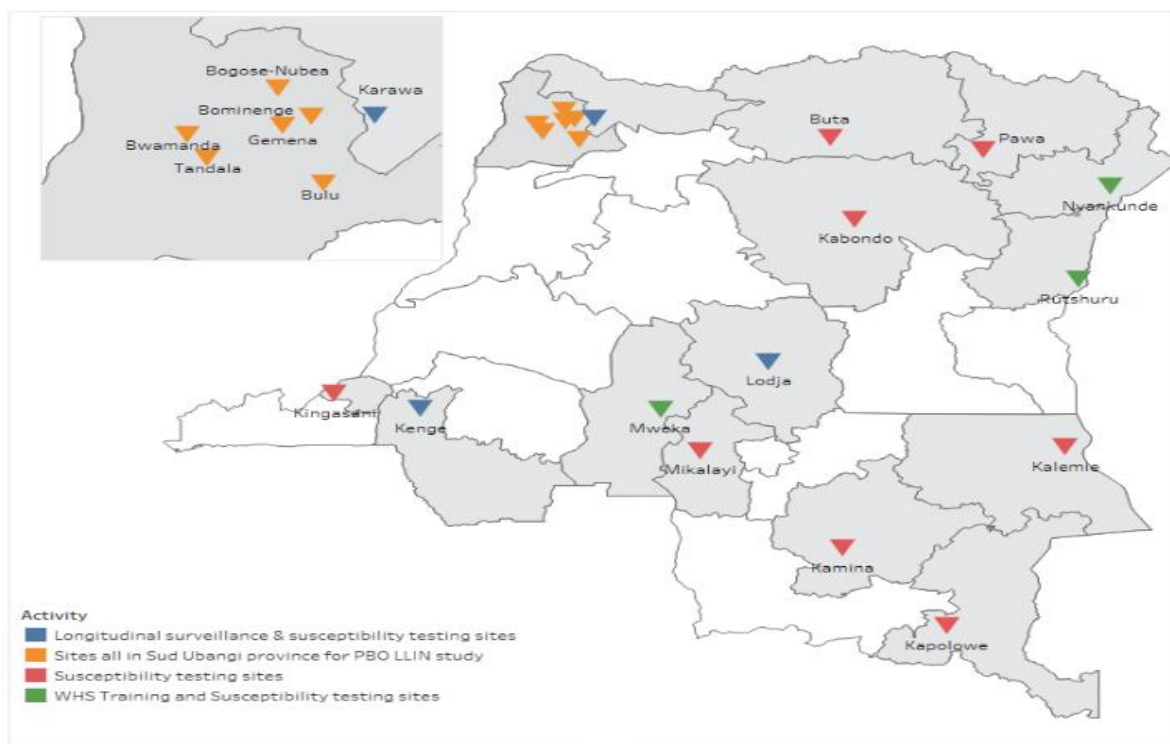 Bogose-Nubea
Karawa
Bominenge
Gemena
Bwamanda
Tandala
Bulu
Buta
Pawa
Nyankunde
Kabondo
Rutshuru
Lodja
Kingasani
Kenge
Mweka
Mikalayi
Kalemie
Kamina
Kapolowe
Activity
Longitudinal surveillance & susceptibility testing sites
Sites all in Sud Ubangi province for PBO LLIN study
Susceptibility testing sites
WHS Training and Susceptibility testing sites